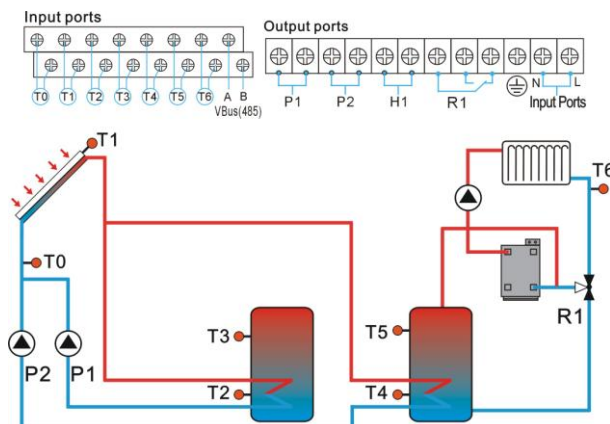 Input ports
T0 T1 T2 T3 T4 T5 T6 A B
VBus(485)
Output ports
P1 P2 H1 R1 N L
Input Ports
T1
T6
T0
R1
T3
T5
P2 P1
T2
T4